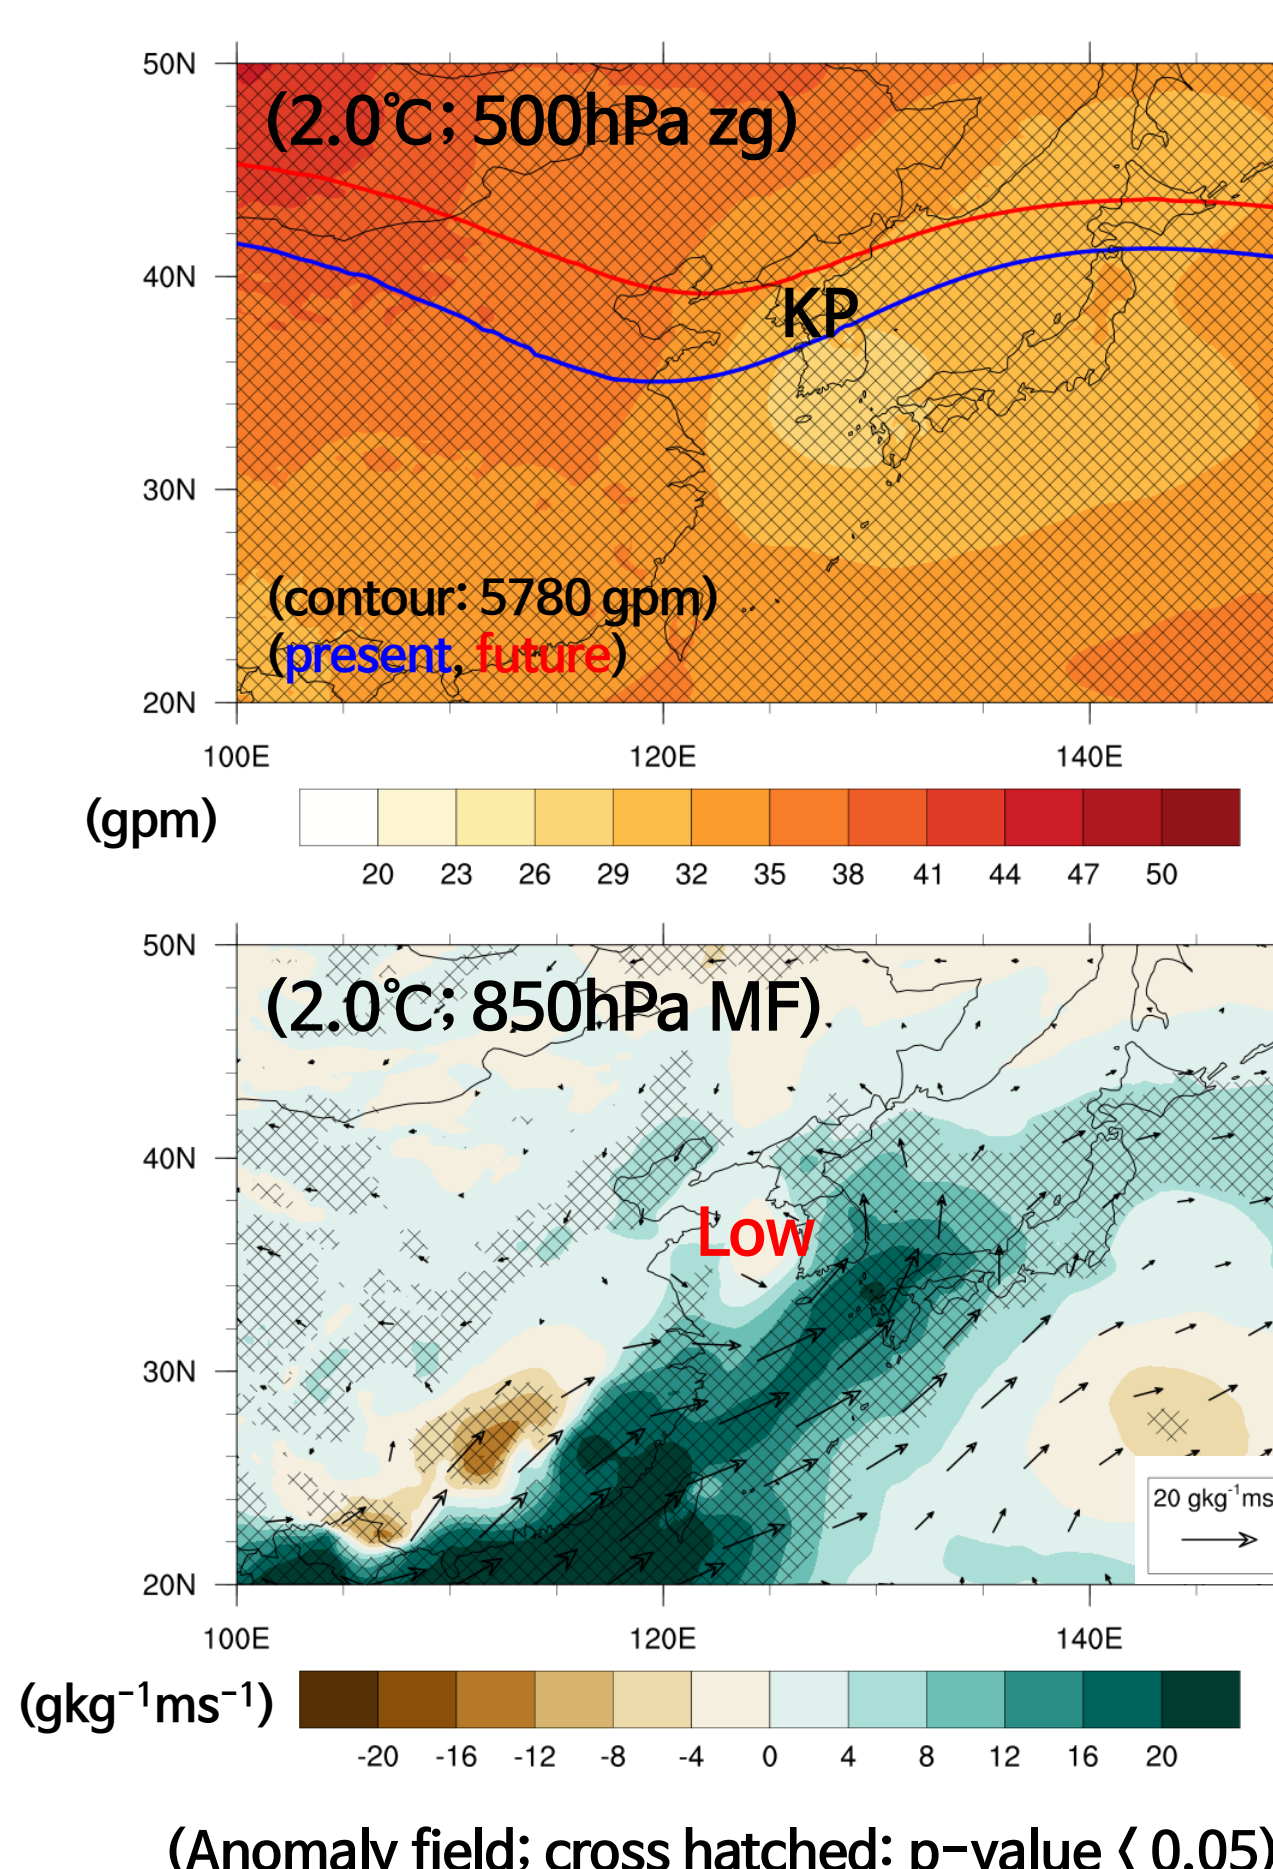 50N
(2.0℃; 500hPa zg)
40N
KP
30N
(contour: 5780 gpm)
(present, future)
20N
100E 120E 140E
(gpm)
20 23 26 29 32 35 38 41 44 47 50
50N
(2.0℃; 850hPa MF)
40N
Low
30N
20 gkg⁻¹ms
20N
100E 120E 140E
(gkg⁻¹ms⁻¹)
-20 -16 -12 -8 -4 0 4 8 12 16 20
(Anomaly field; cross hatched: p-value < 0.05)